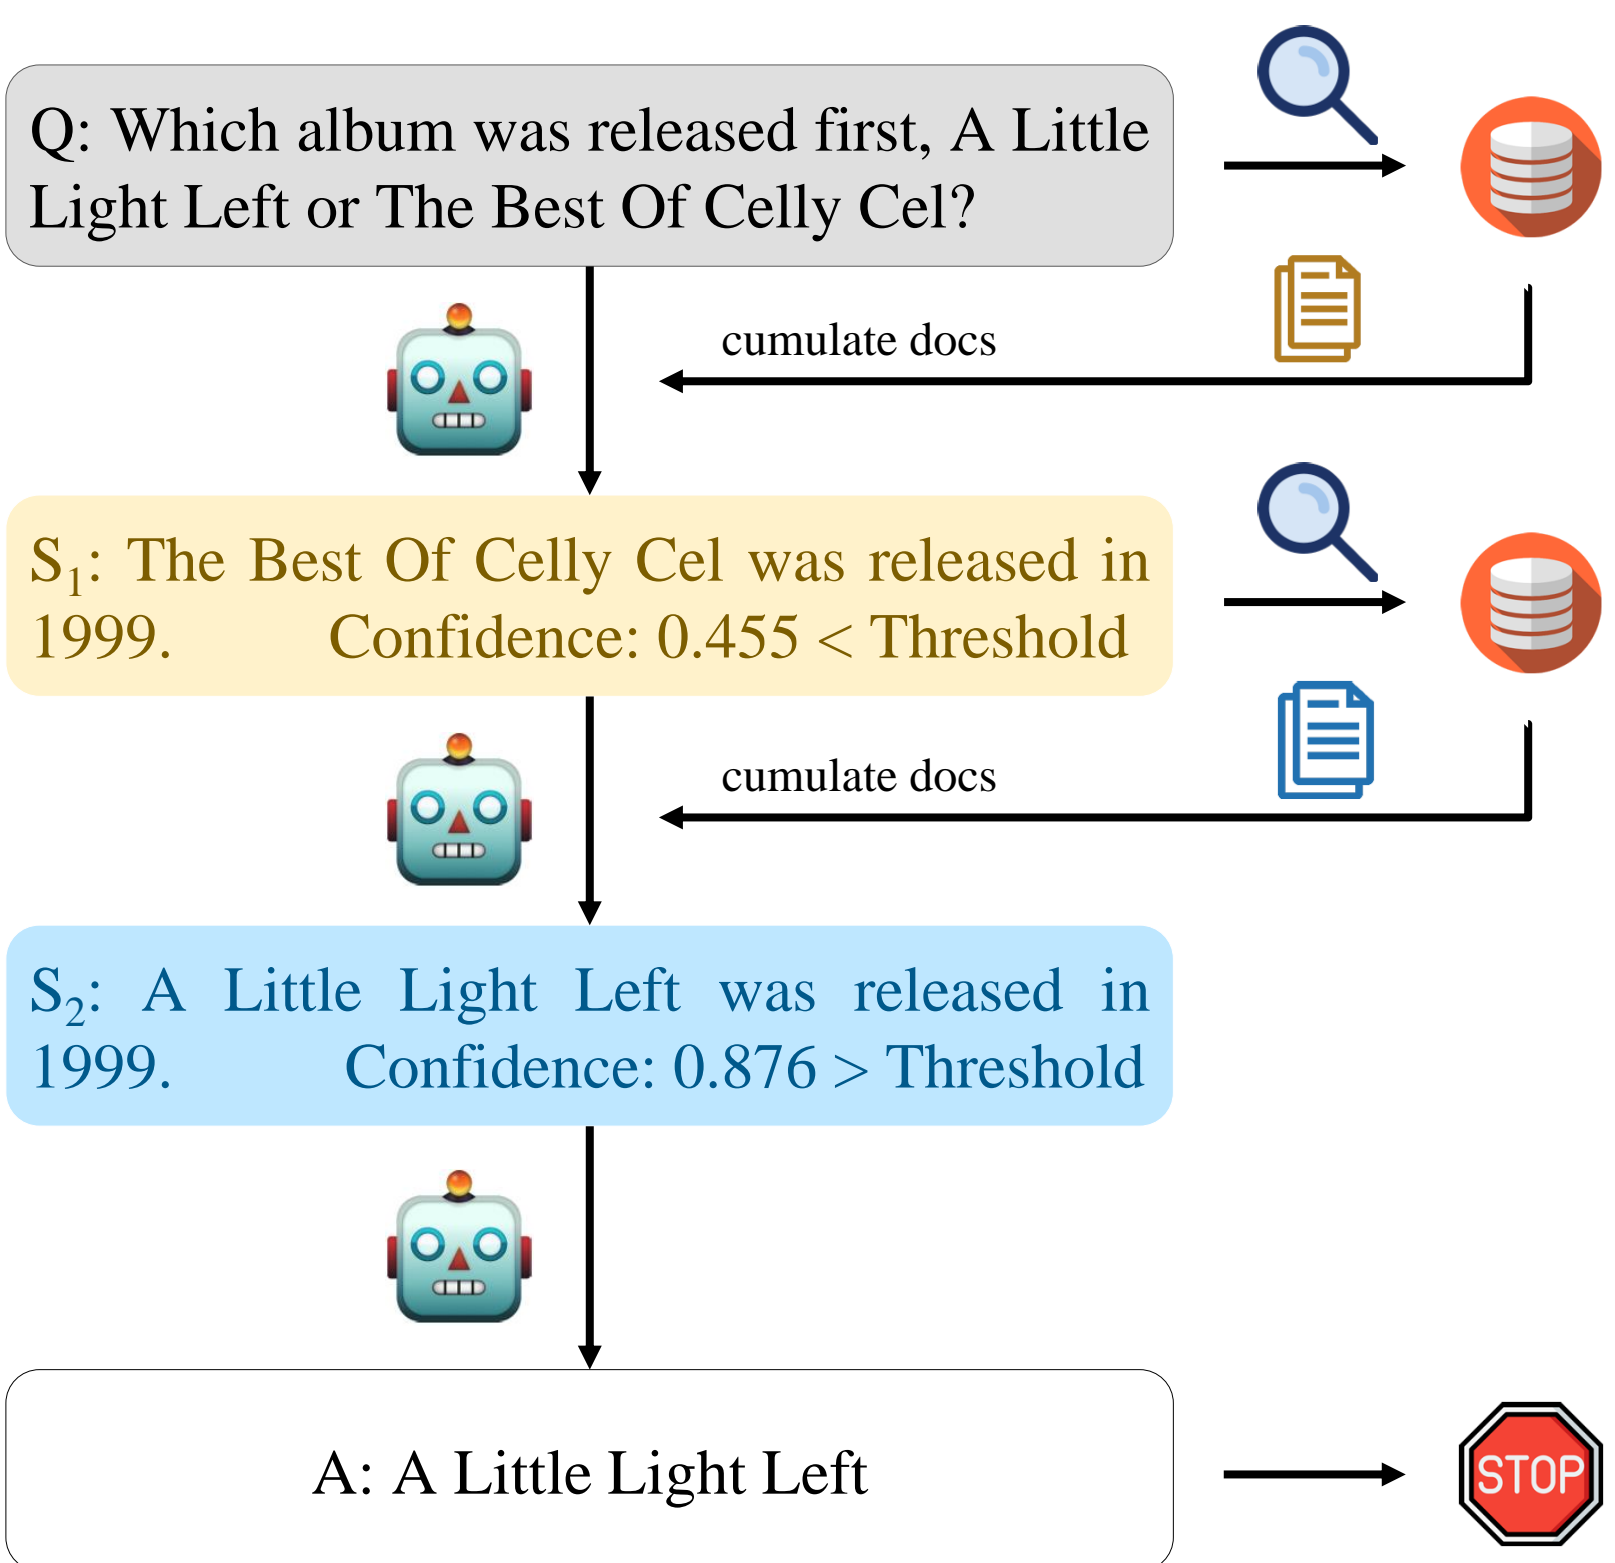 Q: Which album was released first, A Little
Light Left or The Best Of Celly Cel?
cumulate docs
S₁: The Best Of Celly Cel was released in
1999. Confidence: 0.455 < Threshold
cumulate docs
S₂: A Little Light Left was released in
1999. Confidence: 0.876 > Threshold
A: A Little Light Left
STOP